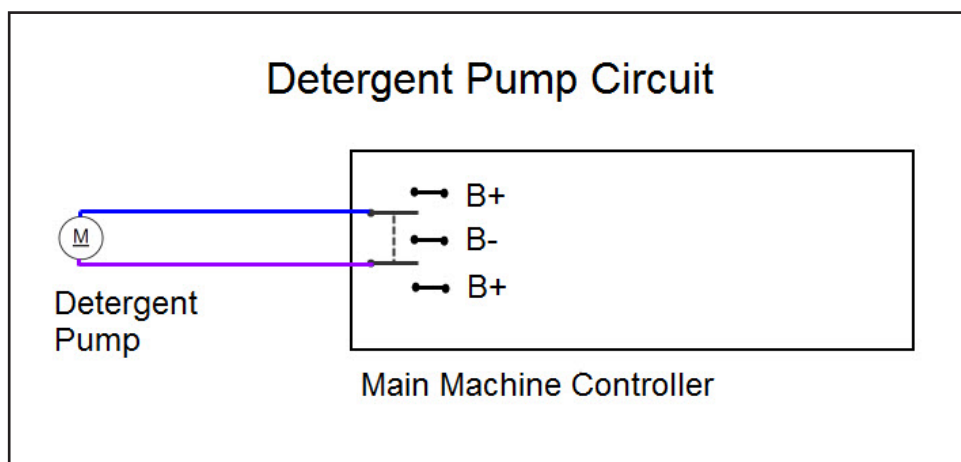 Detergent Pump Circuit
B+
B-
B+
M
Detergent
Pump
Main Machine Controller